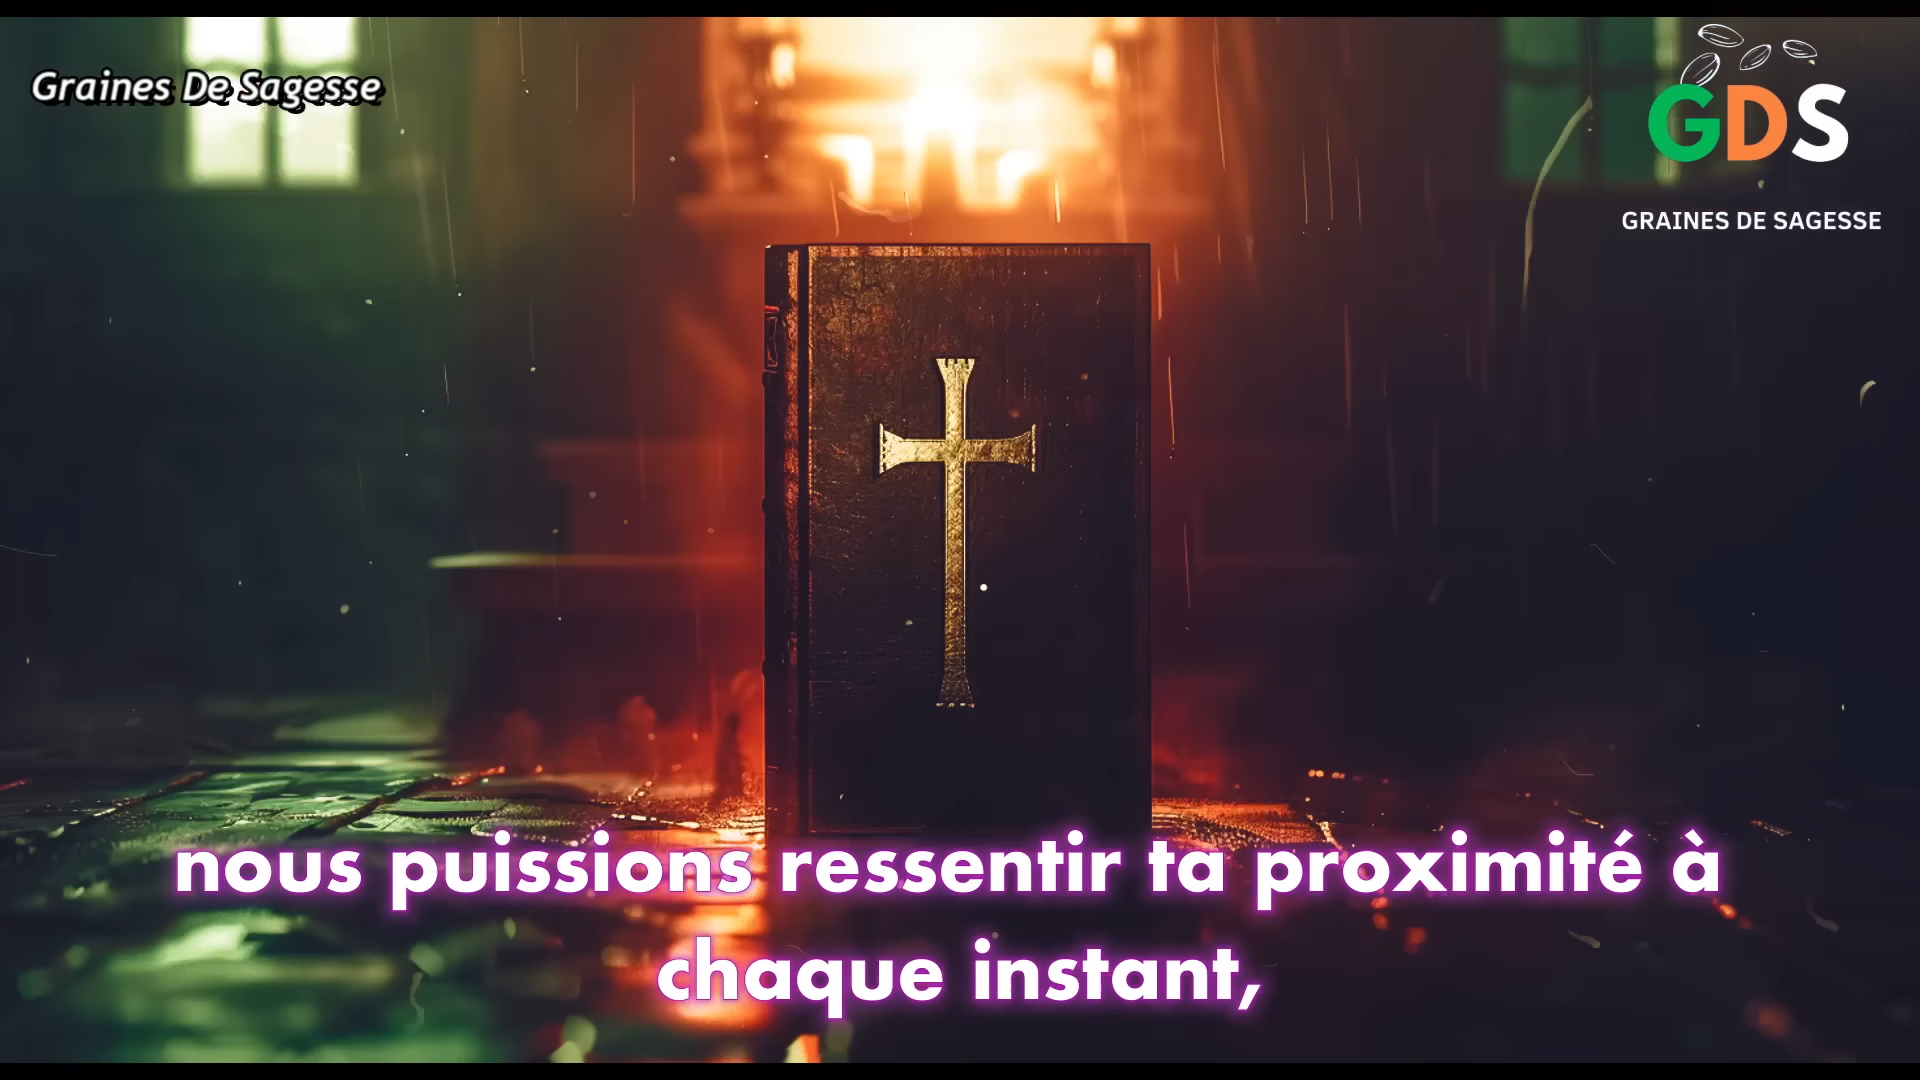 Graines De Sagesse
GDS
GRAINES DE SAGESSE
nous puissions ressentir ta proximité à
chaque instant,